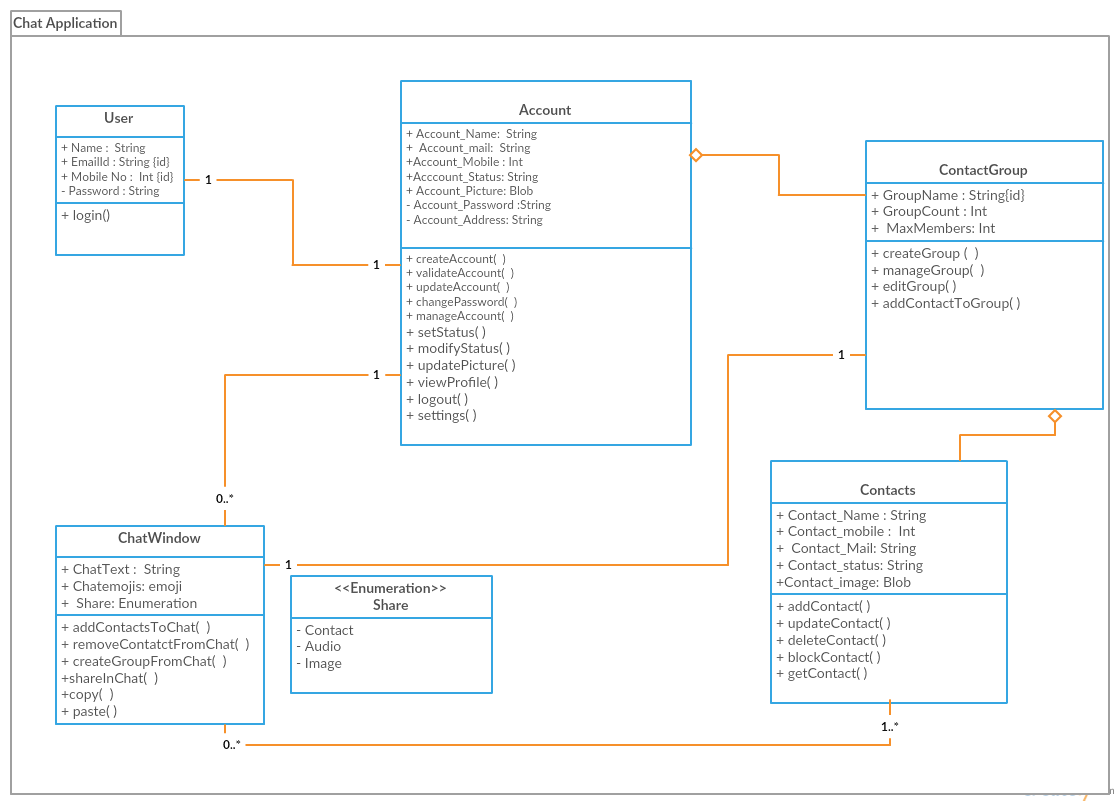 Chat Application
User
+ Name : String
+ EmailId : String {id}
+ Mobile No : Int {id}
- Password : String
+ login()
1
1
Account
+ Account_Name: String
+ Account_mail: String
+Account_Mobile : Int
+Acccount_Status: String
+ Account_Picture: Blob
- Account_Password :String
- Account_Address: String
+ createAccount( )
+ validateAccount( )
+ updateAccount( )
+ changePassword( )
+ manageAccount( )
+ setStatus( )
+ modifyStatus( )
+ updatePicture( )
+ viewProfile( )
+ logout( )
+ settings( )
ContactGroup
+ GroupName : String{id}
+ GroupCount : Int
+ MaxMembers: Int
+ createGroup ( )
+ manageGroup( )
+ editGroup( )
+ addContactToGroup( )
1
1
0..*
ChatWindow
+ ChatText : String
+ Chatemojis: emoji
+ Share: Enumeration
+ addContactsToChat( )
+ removeContatctFromChat( )
+ createGroupFromChat( )
+shareInChat( )
+copy( )
+ paste( )
1
<<Enumeration>>
Share
- Contact
- Audio
- Image
Contacts
+ Contact_Name : String
+ Contact_mobile : Int
+ Contact_Mail: String
+ Contact_status: String
+Contact_image: Blob
+ addContact( )
+ updateContact( )
+ deleteContact( )
+ blockContact( )
+ getContact( )
1..*
0..*